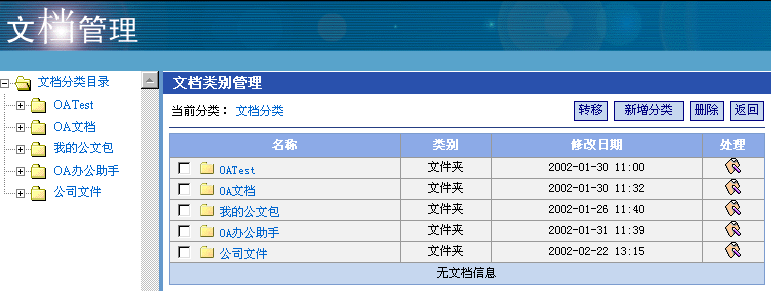 文档管理
文档分类目录
OATest
OA文档
我的公文包
OA办公助手
公司文件
文档类别管理
当前分类： 文档分类 转移 新增分类 删除 返回
名称 类别 修改日期 处理
OATest 文件夹 2002-01-30 11:00
OA文档 文件夹 2002-01-30 11:32
我的公文包 文件夹 2002-01-26 11:40
OA办公助手 文件夹 2002-01-31 11:39
公司文件 文件夹 2002-02-22 13:15
无文档信息